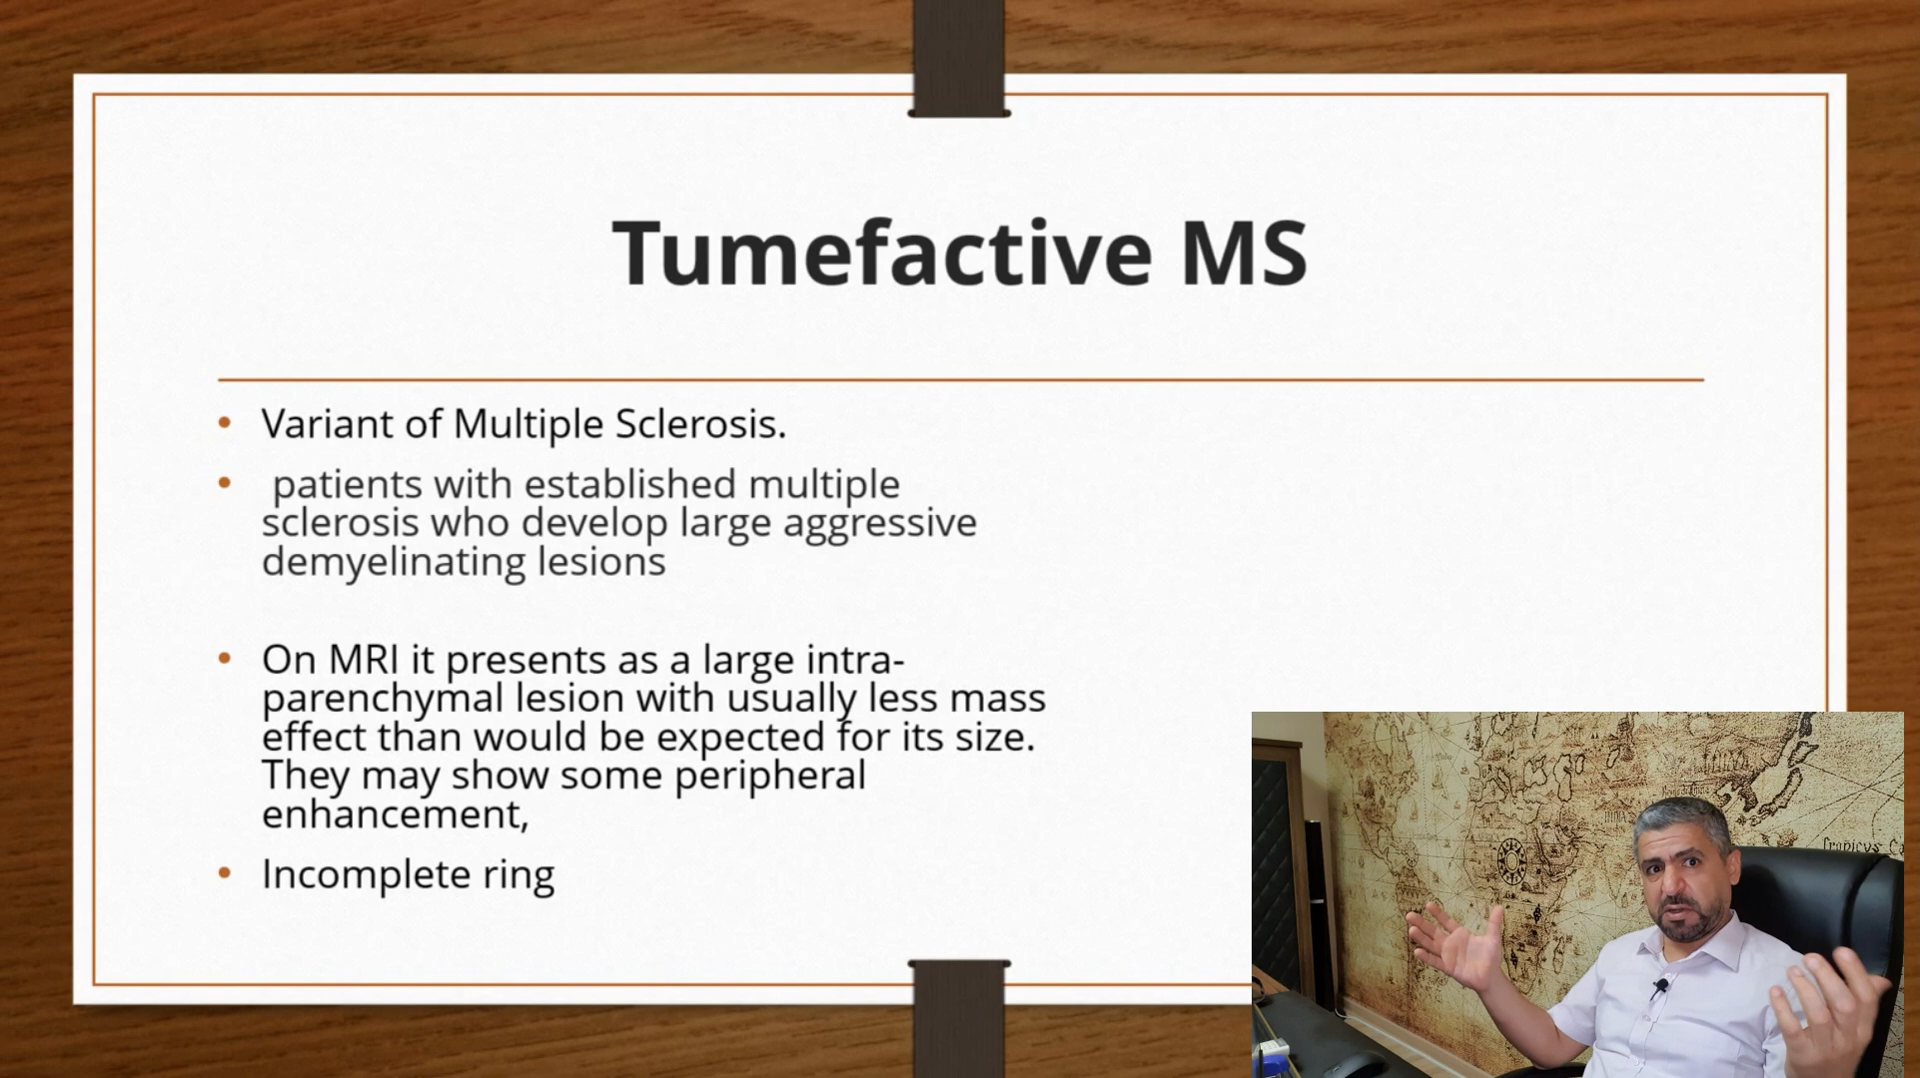 Tumefactive MS
• Variant of Multiple Sclerosis.
• patients with established multiple
sclerosis who develop large aggressive
demyelinating lesions
• On MRI it presents as a large intra-
parenchymal lesion with usually less mass
effect than would be expected for its size.
They may show some peripheral
enhancement,
• Incomplete ring